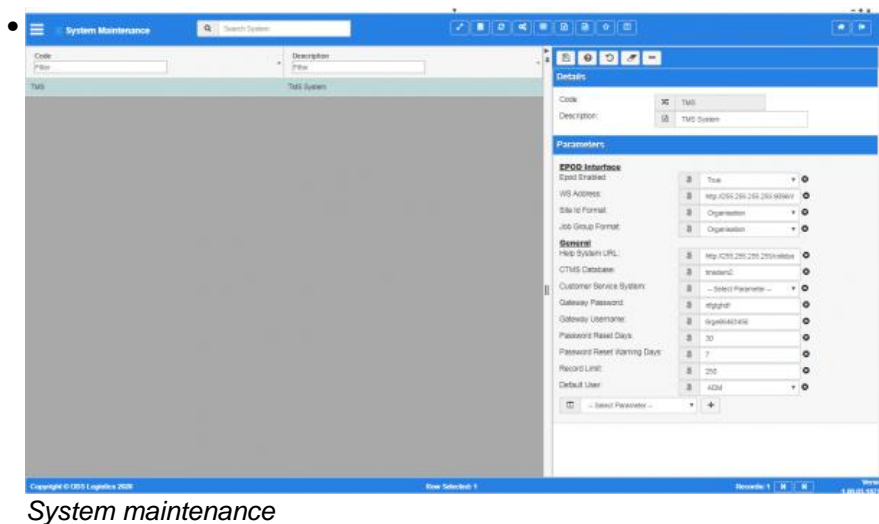 System Maintenance
Search System
Code
Filter
Description
Filter
TMS
TMS System
Details
Code:
TMS
Description:
TMS System
Parameters
EPOD Interface
Epod Enabled
True
WS Address:
Site Id Format:
Organisation
Job Group Format:
Organisation
General
Help System URL:
CTMS Database:
Customer Service System:
-- Select Parameter --
Gateway Password:
Gateway Username:
Password Reset Days:
30
Password Reset Warning Days:
7
Record Limit:
250
Default User:
ADM
-- Select Parameter --
Copyright © OBS Logistics 2020
Row Selected: 1
Records: 1
System maintenance